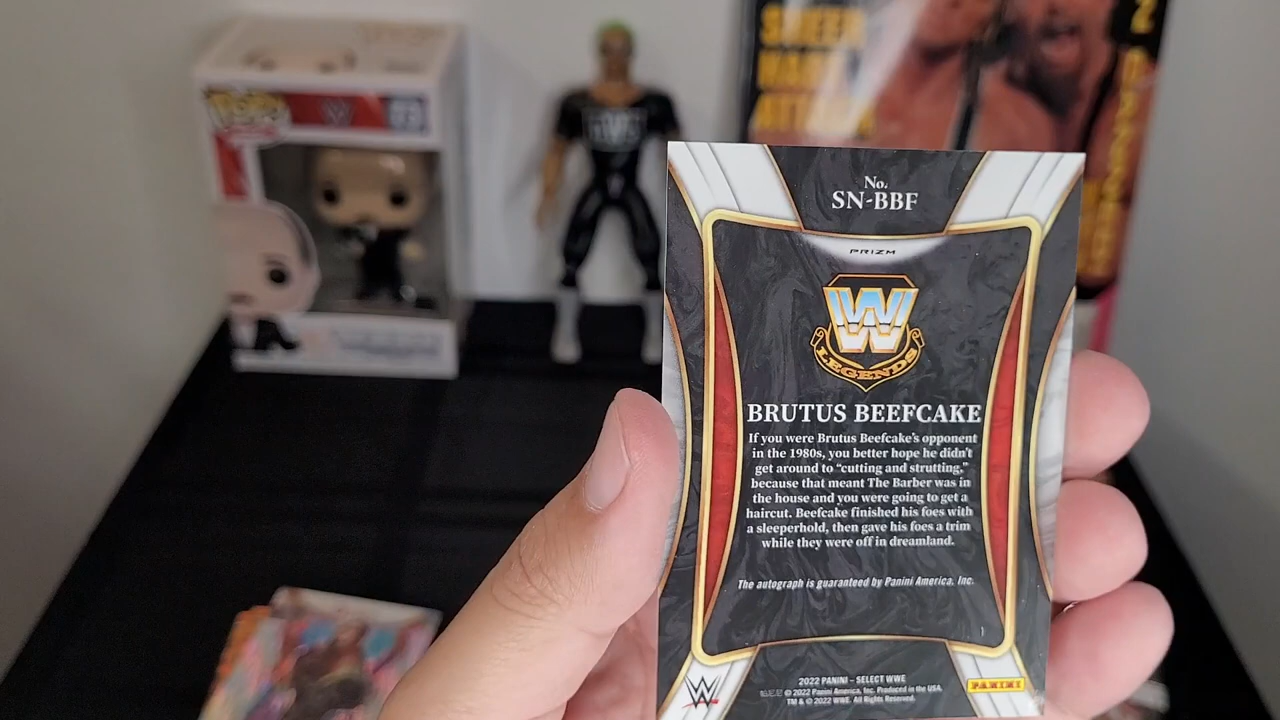 POP!
W
No.
SN-BBF
PRIZM
W
LEGENDS
BRUTUS BEEFCAKE
If you were Brutus Beefcake's opponent
in the 1980s, you better hope he didn't
get around to “cutting and strutting,”
because that meant The Barber was in
the house and you were going to get a
haircut. Beefcake finished his foes with
a sleeperhold, then gave his foes a trim
while they were off in dreamland.
The autograph is guaranteed by Panini America, Inc.
W
2022 PANINI – SELECT WWE
© 2022 Panini America, Inc. Produced in the USA.
TM & © 2022 WWE. All Rights Reserved.
PANINI